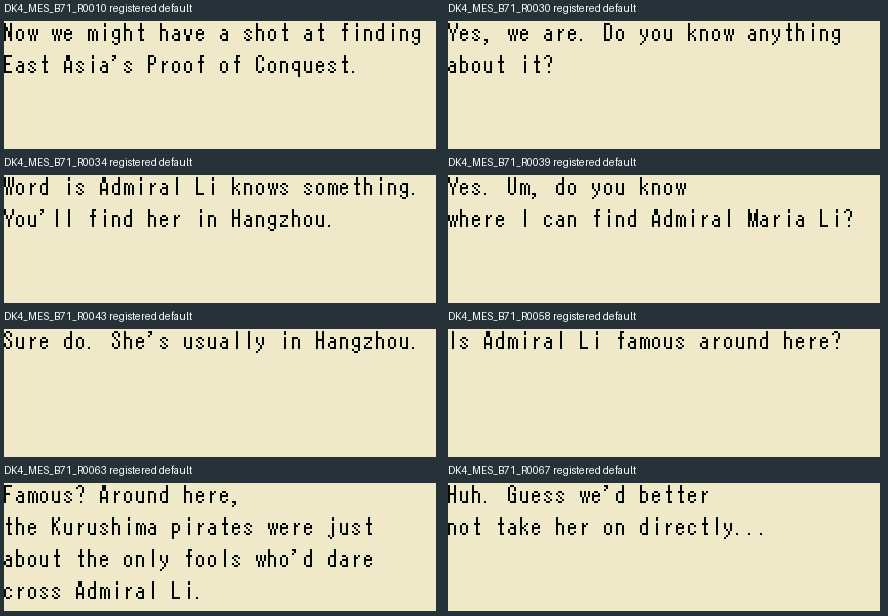 DK4_MES_B71_R0010 registered default
Now we might have a shot at finding
East Asia's Proof of Conquest.
DK4_MES_B71_R0030 registered default
Yes, we are. Do you know anything
about it?
DK4_MES_B71_R0034 registered default
Word is Admiral Li knows something.
You'll find her in Hangzhou.
DK4_MES_B71_R0039 registered default
Yes. Um, do you know
where I can find Admiral Maria Li?
DK4_MES_B71_R0043 registered default
Sure do. She's usually in Hangzhou.
DK4_MES_B71_R0058 registered default
Is Admiral Li famous around here?
DK4_MES_B71_R0063 registered default
Famous? Around here,
the Kurushima pirates were just
about the only fools who'd dare
cross Admiral Li.
DK4_MES_B71_R0067 registered default
Huh. Guess we'd better
not take her on directly...